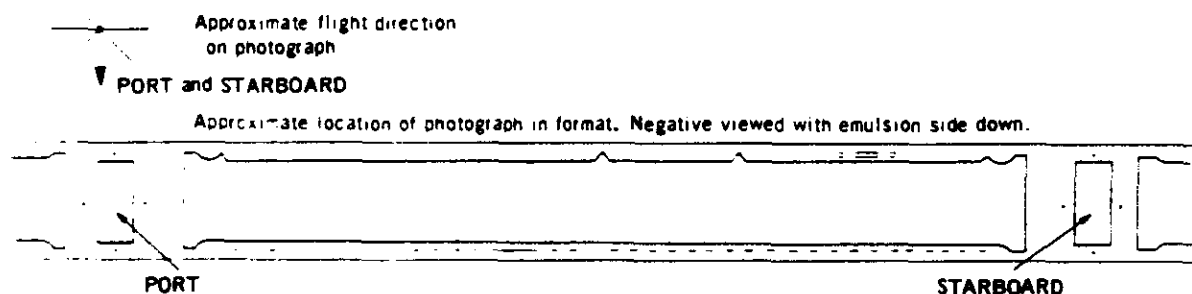 Approximate flight direction
on photograph
PORT and STARBOARD
Approximate location of photograph in format. Negative viewed with emulsion side down.
PORT
STARBOARD